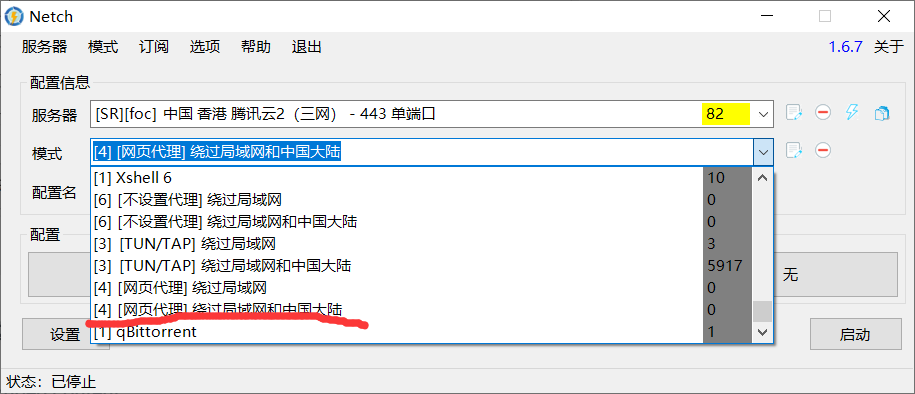 Netch
服务器 模式 订阅 选项 帮助 退出 1.6.7 关于
配置信息
服务器 [SR][foc] 中国 香港 腾讯云2（三网） - 443 单端口 82
模式 [4] [网页代理] 绕过局域网和中国大陆
[1] Xshell 6 10
配置名 [6] [不设置代理] 绕过局域网 0
[6] [不设置代理] 绕过局域网和中国大陆 0
配置 [3] [TUN/TAP] 绕过局域网 3
[3] [TUN/TAP] 绕过局域网和中国大陆 5917
无
[4] [网页代理] 绕过局域网 0
[4] [网页代理] 绕过局域网和中国大陆 0
[1] qBittorrent 1
设置 启动
状态：已停止